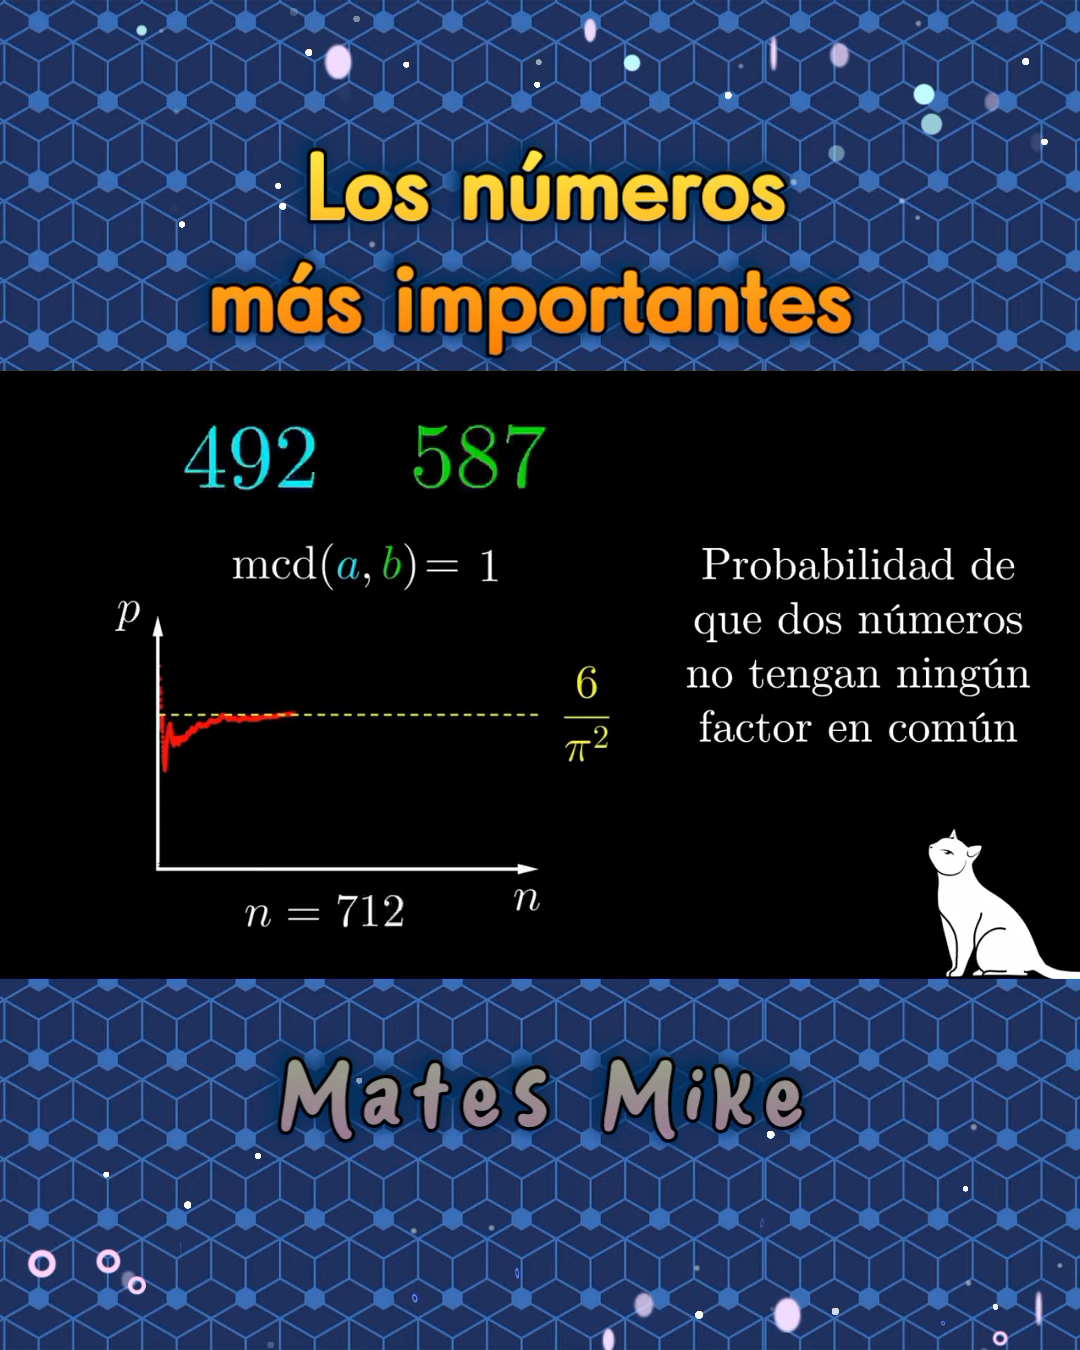 Los números
más importantes
492 587
mcd(a, b) = 1
p
6
π²
Probabilidad de
que dos números
no tengan ningún
factor en común
n
n = 712
Mates Mike